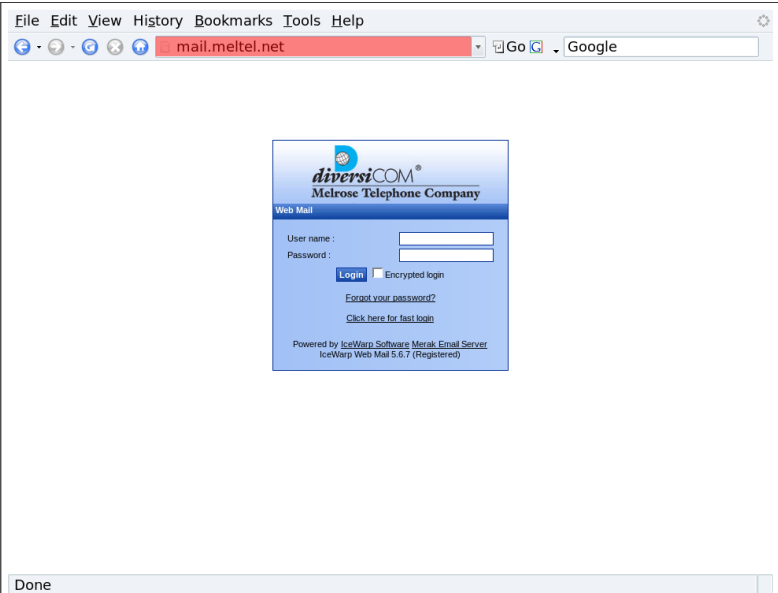 File Edit View History Bookmarks Tools Help
mail.meltel.net Go G Google
diversiCOM®
Melrose Telephone Company
Web Mail
User name :
Password :
Login Encrypted login
Forgot your password?
Click here for fast login
Powered by IceWarp Software Merak Email Server
IceWarp Web Mail 5.6.7 (Registered)
Done